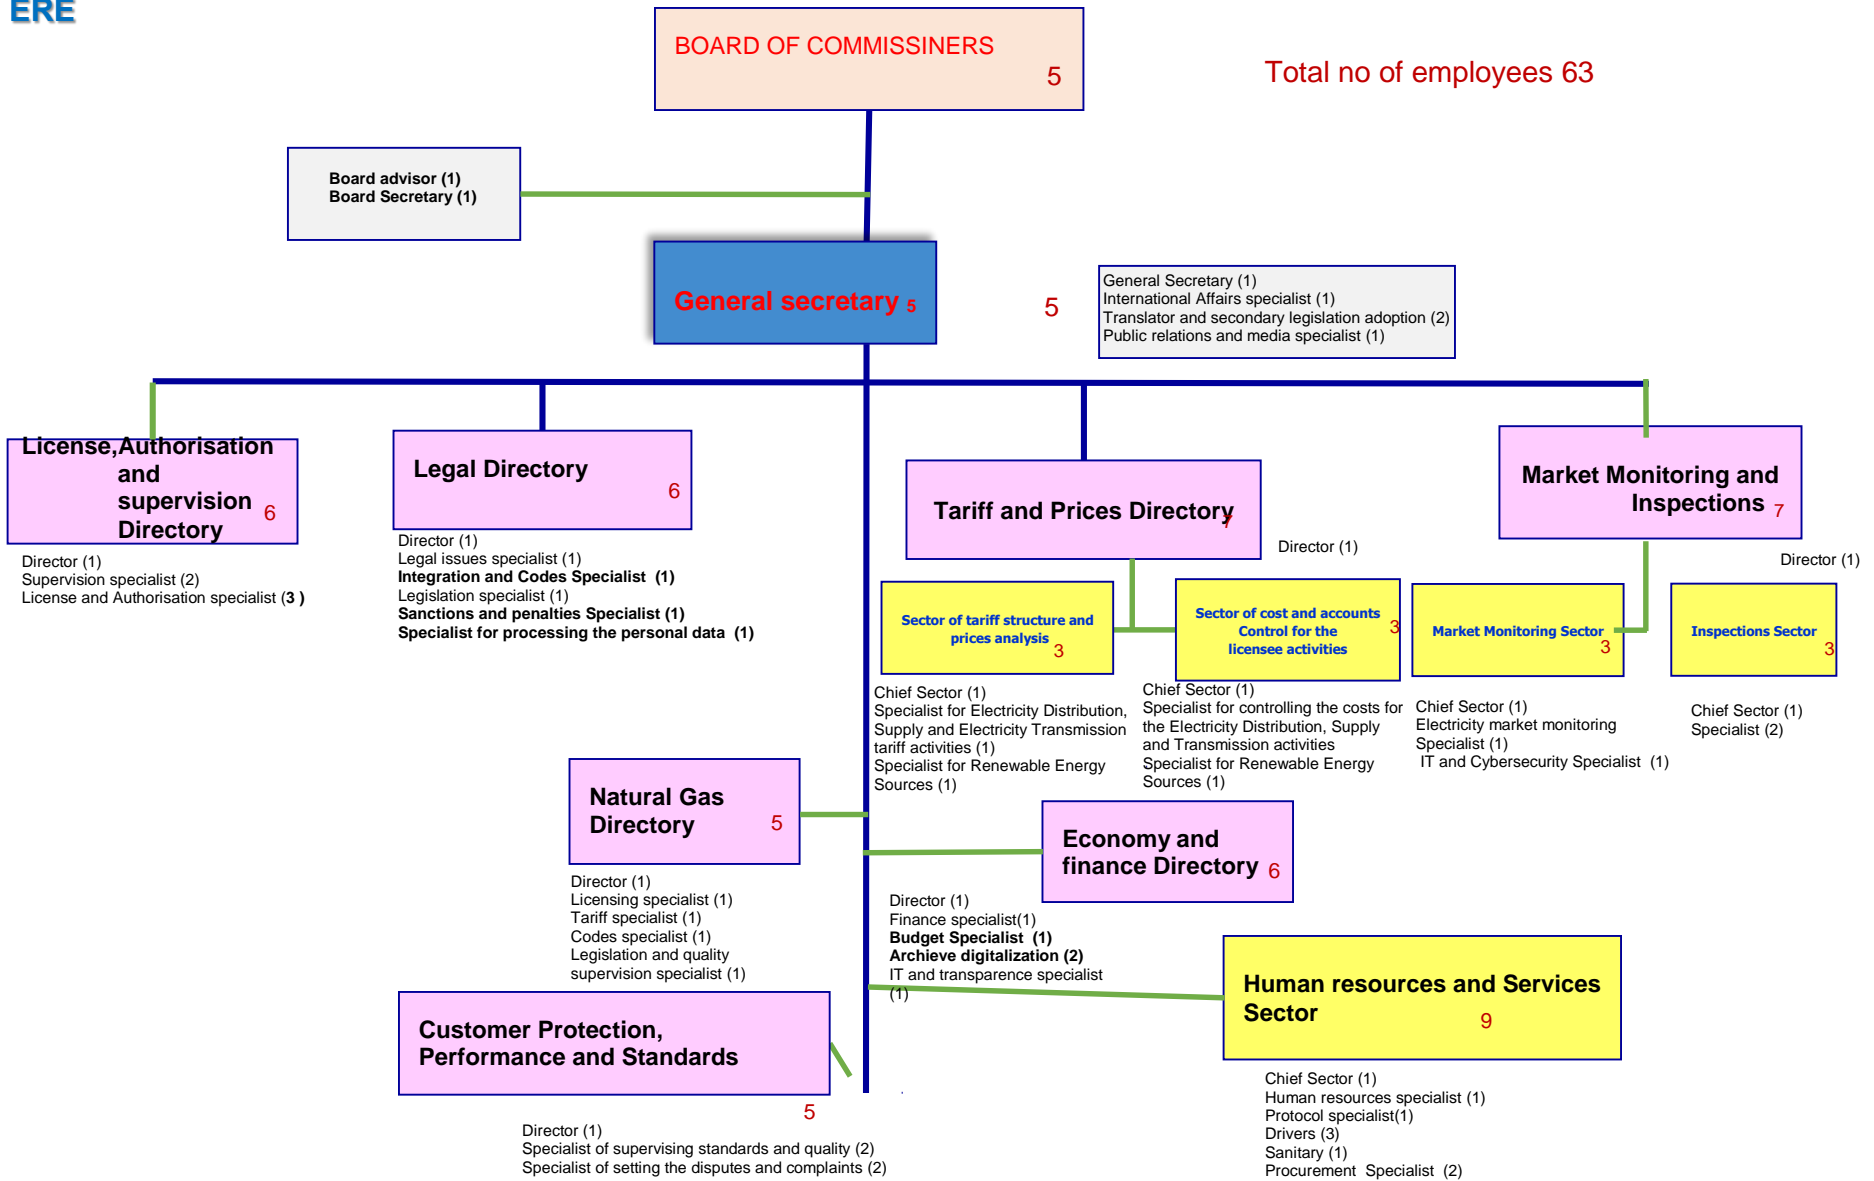 ERE
BOARD OF COMMISSINERS
5
Total no of employees 63
Board advisor (1)
Board Secretary (1)
General secretary 5
5
General Secretary (1)
International Affairs specialist (1)
Translator and secondary legislation adoption (2)
Public relations and media specialist (1)
License,Authorisation
and
supervision
Directory
6
Director (1)
Supervision specialist (2)
License and Authorisation specialist (3 )
Legal Directory
6
Director (1)
Legal issues specialist (1)
Integration and Codes Specialist (1)
Legislation specialist (1)
Sanctions and penalties Specialist (1)
Specialist for processing the personal data (1)
Tariff and Prices Directory
7
Director (1)
Sector of tariff structure and
prices analysis
3
Chief Sector (1)
Specialist for Electricity Distribution,
Supply and Electricity Transmission
tariff activities (1)
Specialist for Renewable Energy
Sources (1)
Sector of cost and accounts
Control for the
licensee activities
3
Chief Sector (1)
Specialist for controlling the costs for
the Electricity Distribution, Supply
and Transmission activities
Specialist for Renewable Energy
Sources (1)
Market Monitoring and
Inspections
7
Director (1)
Market Monitoring Sector
3
Chief Sector (1)
Electricity market monitoring
Specialist (1)
IT and Cybersecurity Specialist (1)
Inspections Sector
3
Chief Sector (1)
Specialist (2)
Natural Gas
Directory
5
Director (1)
Licensing specialist (1)
Tariff specialist (1)
Codes specialist (1)
Legislation and quality
supervision specialist (1)
Economy and
finance Directory
6
Director (1)
Finance specialist(1)
Budget Specialist (1)
Archieve digitalization (2)
IT and transparence specialist
(1)
Human resources and Services
Sector
9
Chief Sector (1)
Human resources specialist (1)
Protocol specialist(1)
Drivers (3)
Sanitary (1)
Procurement Specialist (2)
Customer Protection,
Performance and Standards
5
Director (1)
Specialist of supervising standards and quality (2)
Specialist of setting the disputes and complaints (2)